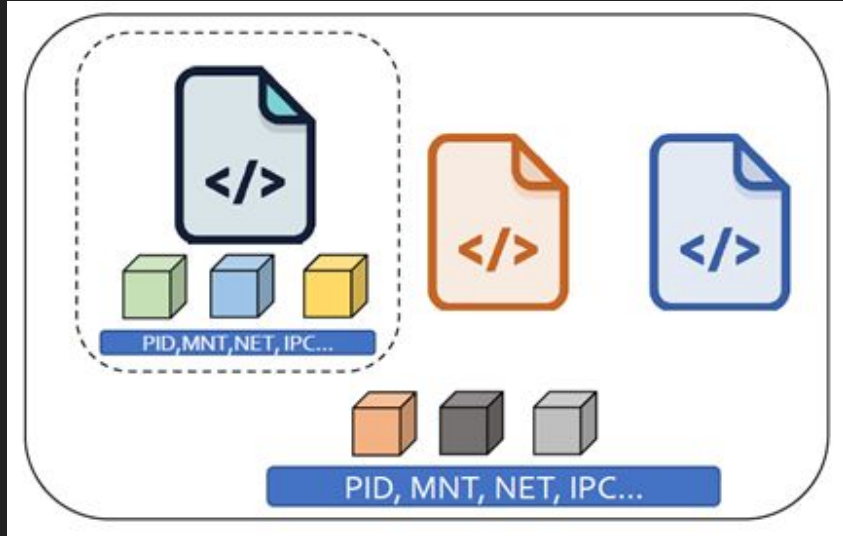 </>
</>
</>
PID,MNT,NET, IPC...
PID, MNT, NET, IPC...